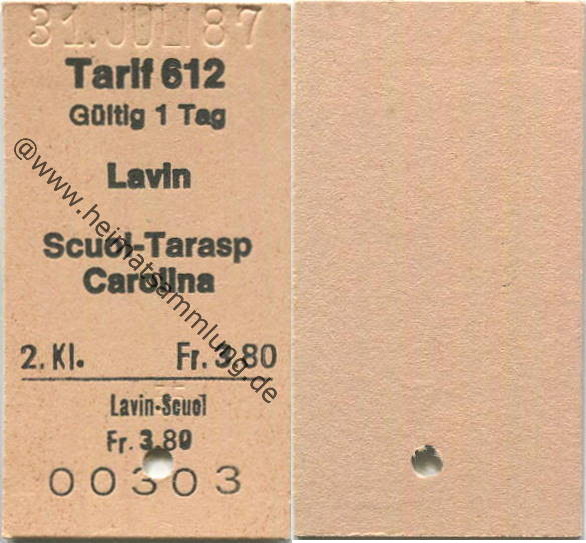 31. JULI 87
Tarif 612
Gültig 1 Tag
Lavin
Scuol-Tarasp
Carolina
2. Kl. Fr. 3.80
Lavin-Scuol
Fr. 3.80
00303
@www.heimatsammlung.de